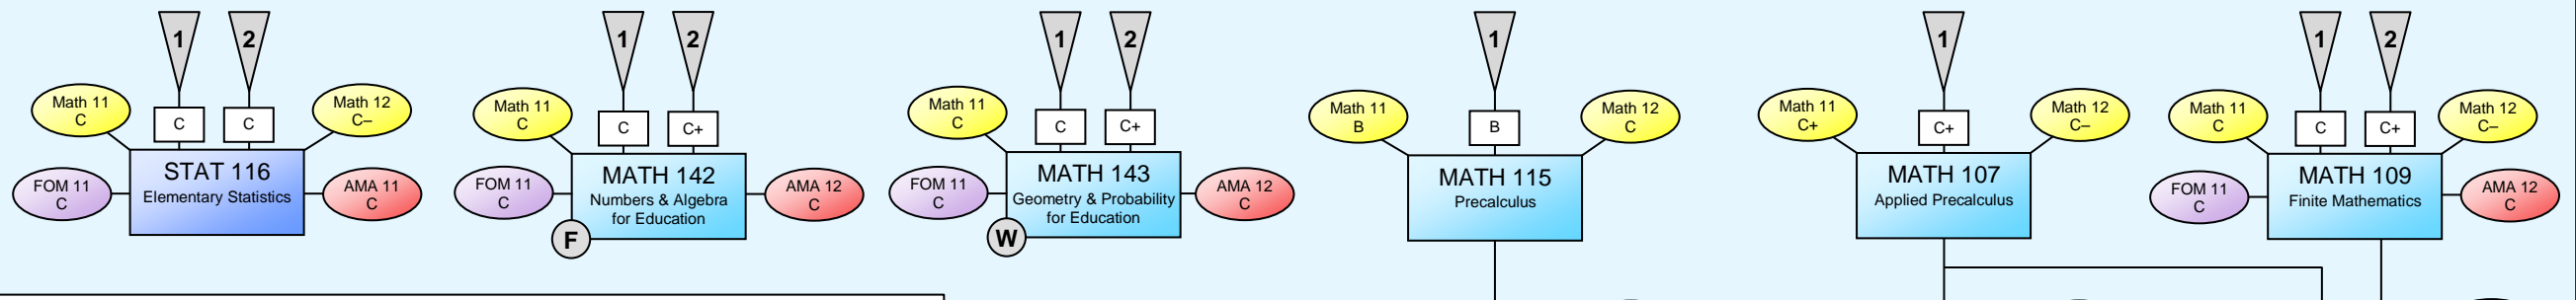 1
2
Math 11
C
C
C
Math 12
C–
STAT 116
Elementary Statistics
FOM 11
C
AMA 11
C
1
2
Math 11
C
C
C+
MATH 142
Numbers & Algebra
for Education
FOM 11
C
AMA 12
C
F
1
2
Math 11
C
C
C+
MATH 143
Geometry & Probability
for Education
FOM 11
C
AMA 12
C
W
1
Math 11
B
B
Math 12
C
MATH 115
Precalculus
1
Math 11
C+
C+
Math 12
C–
MATH 107
Applied Precalculus
1
2
Math 11
C
C
C+
Math 12
C–
MATH 109
Finite Mathematics
FOM 11
C
AMA 12
C